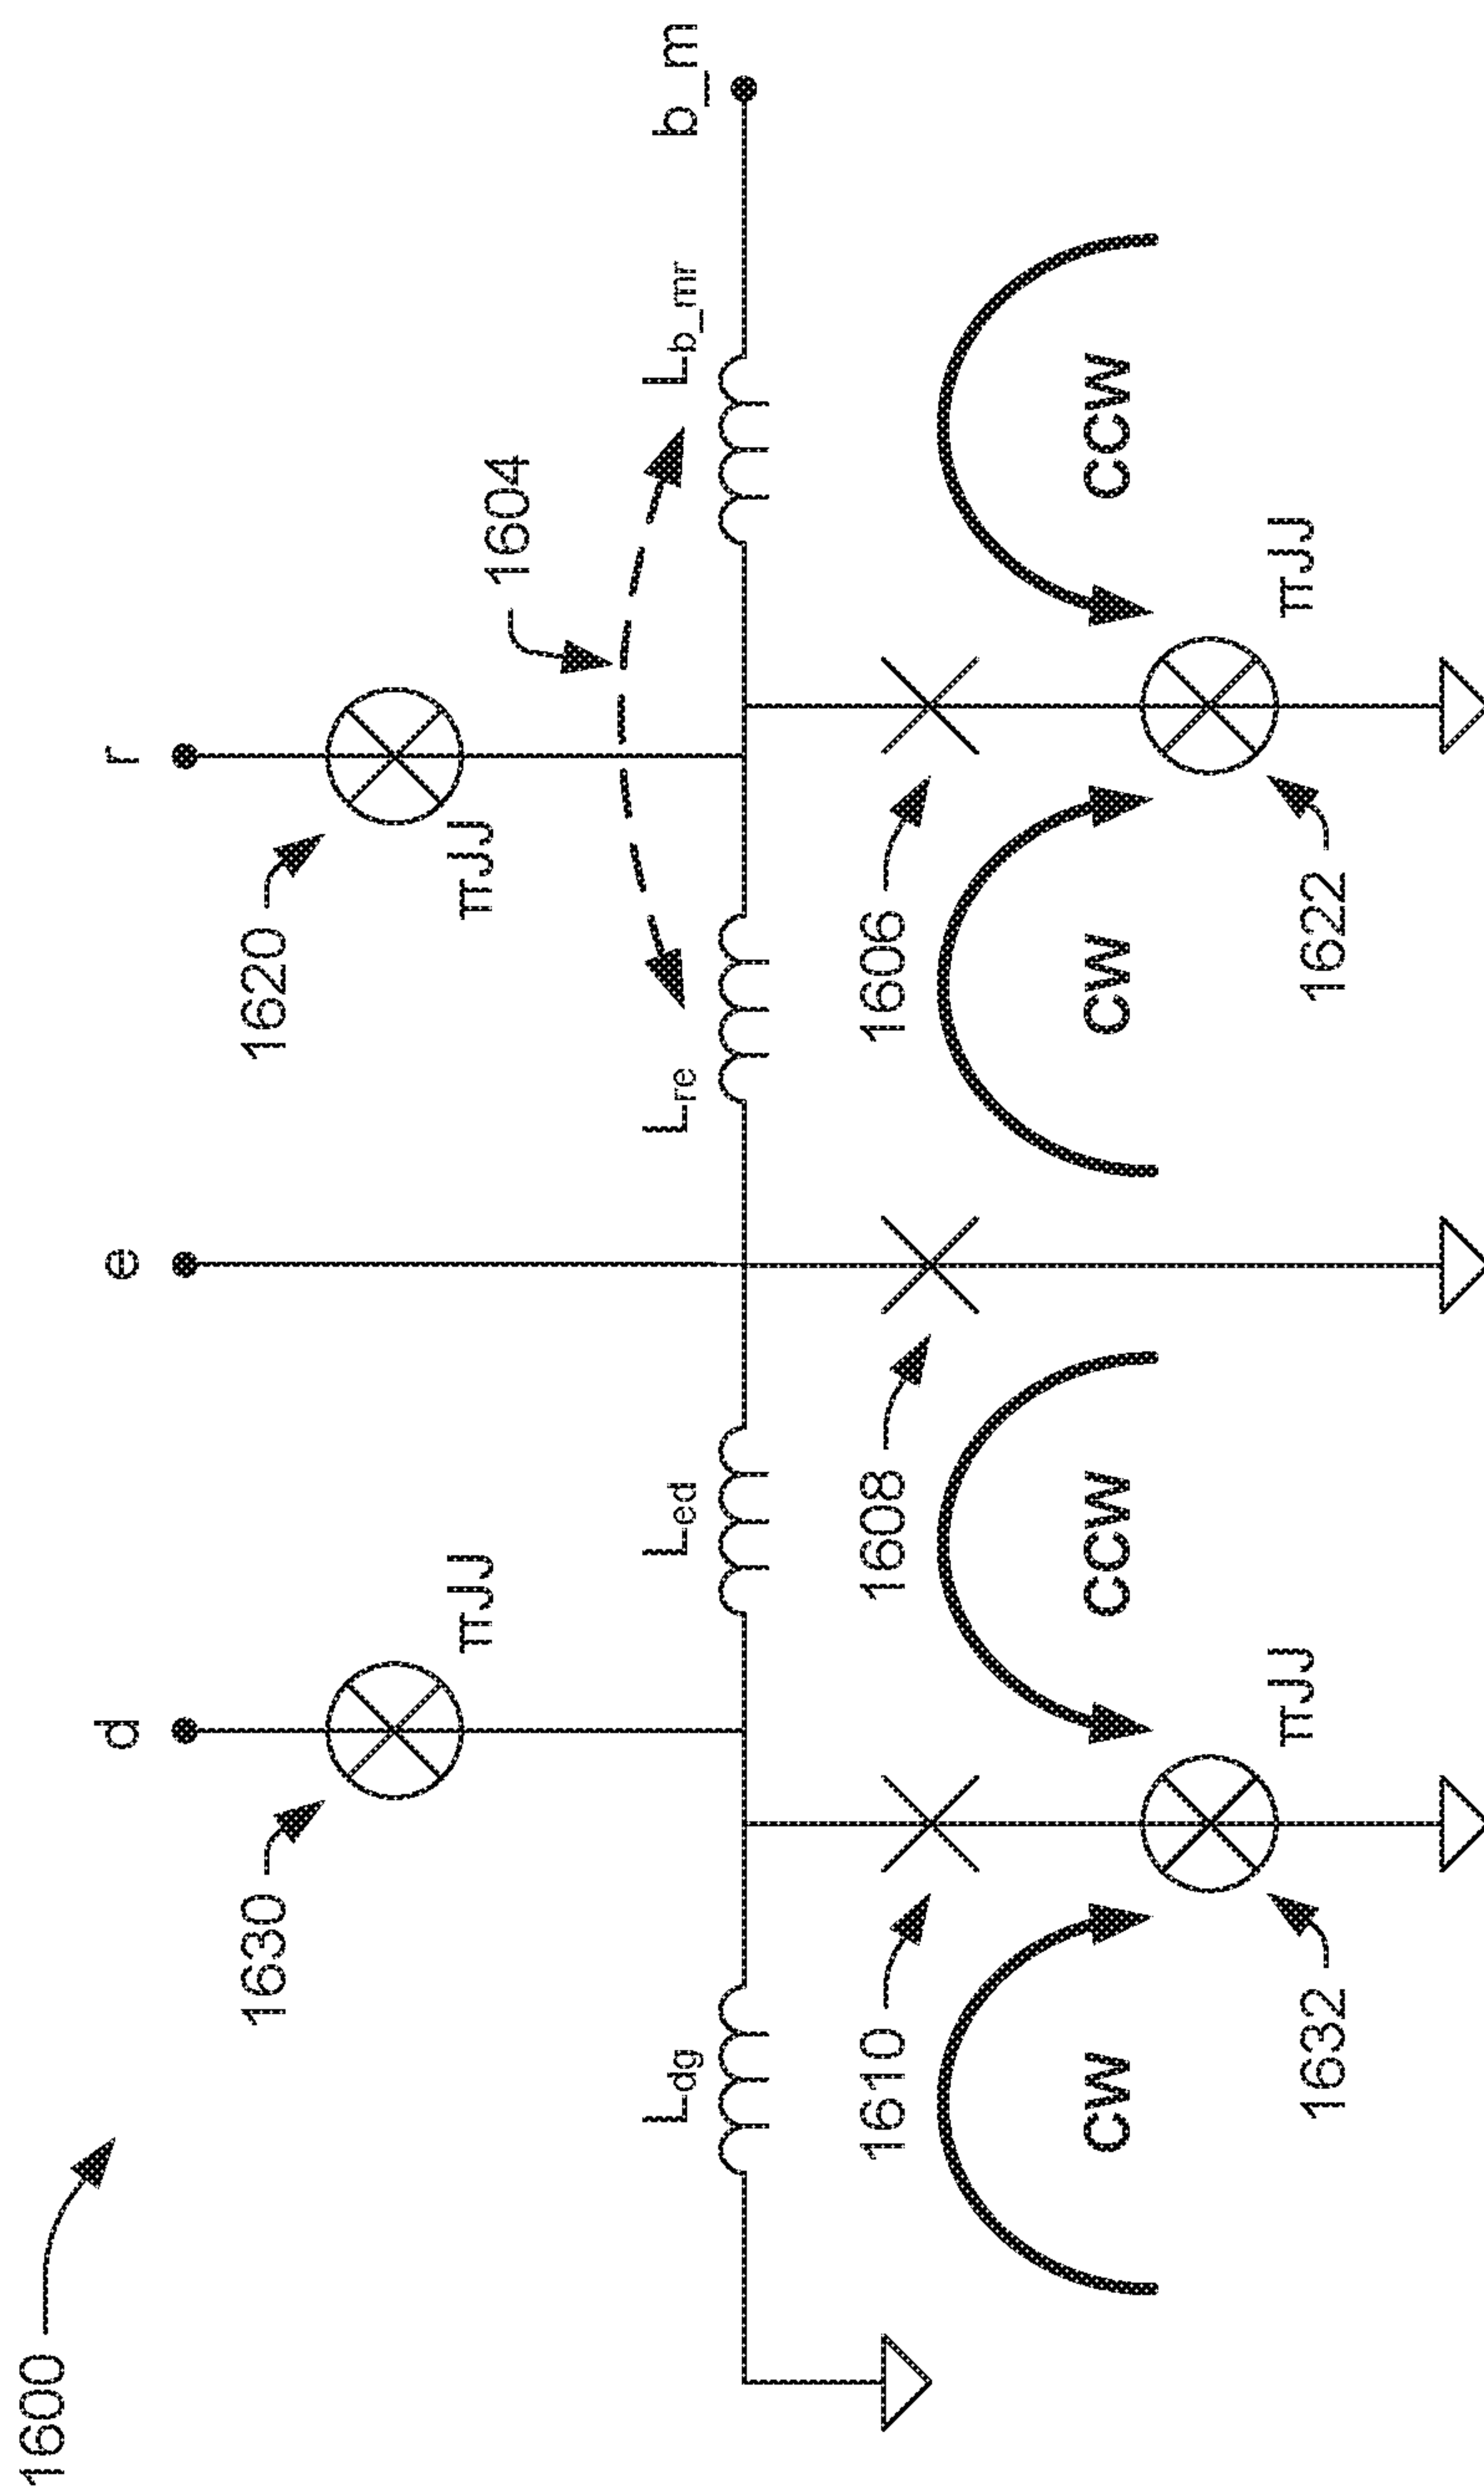 1600
d
e
r
1630
1620
πJJ
πJJ
1604
L_dg
L_ed
L_re
L_b_mr
b_m
1610
1608
1606
CW
CCW
CW
CCW
1632
πJJ
1622
πJJ